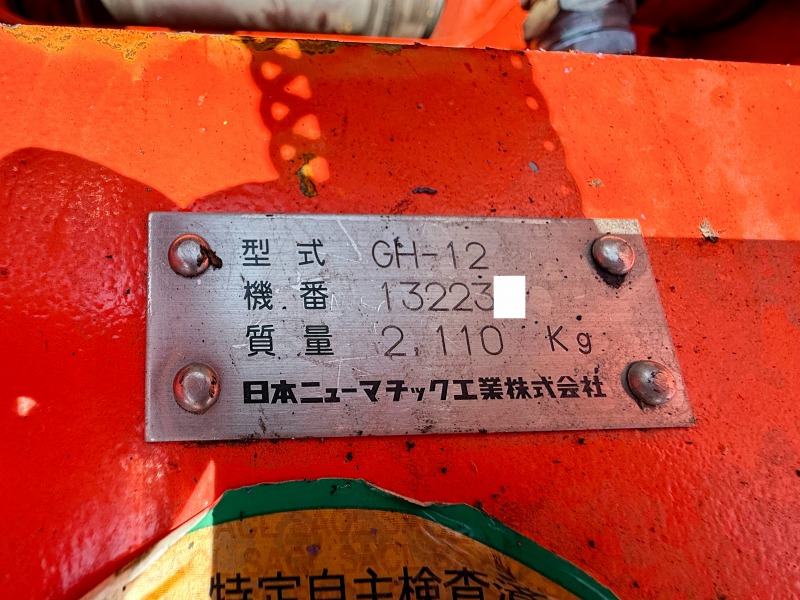 型式 GH-12
機番 13223
質量 2,110 Kg
日本ニューマチック工業株式会社
特定自主検査済